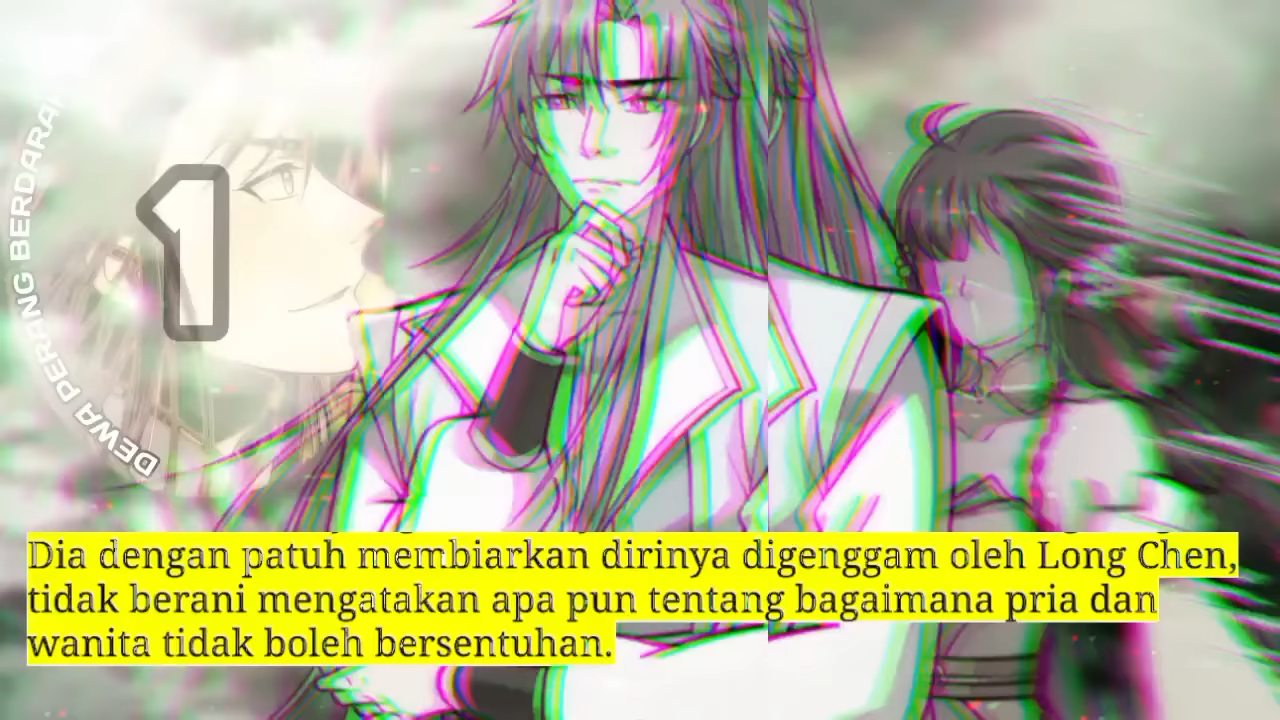 DEWA PERANG BERDARA
1
Dia dengan patuh membiarkan dirinya digenggam oleh Long Chen,
tidak berani mengatakan apa pun tentang bagaimana pria dan
wanita tidak boleh bersentuhan.